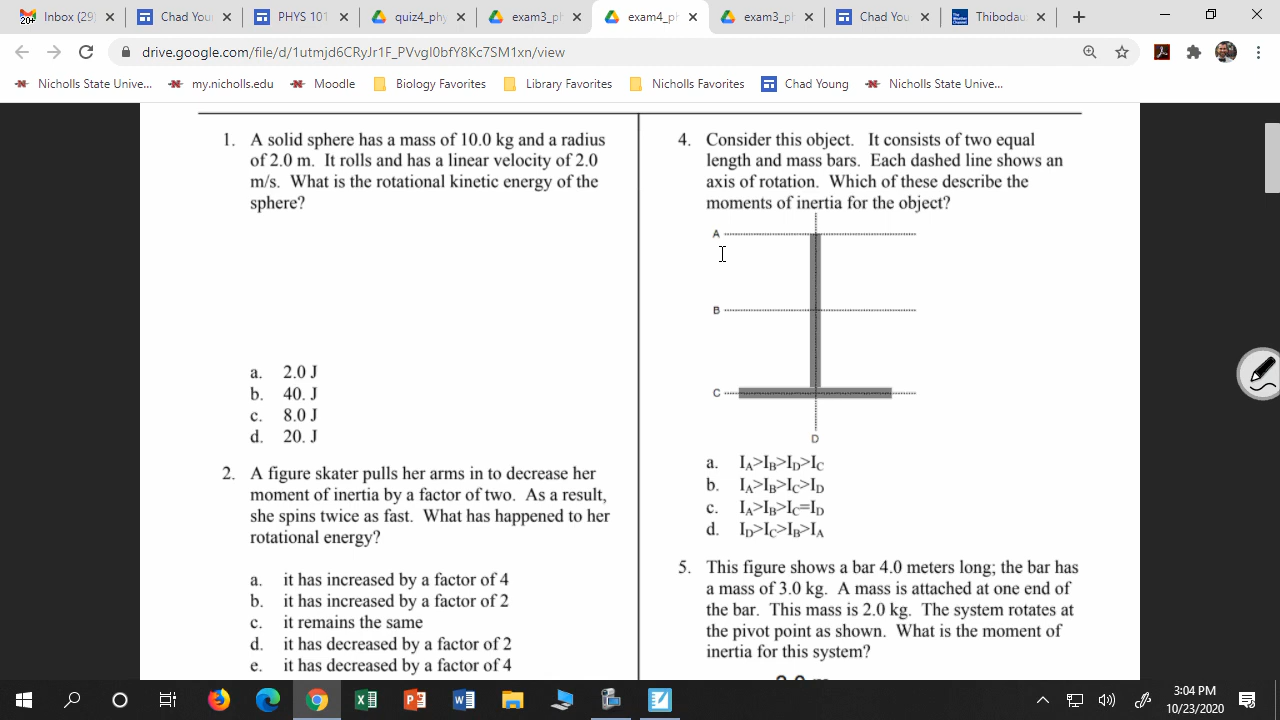 Inbox (
Chad You
PHYS 10
quiz7-8_
quiz5_ph
exam4_ph
exam3_p
Chad You
Thibodau
drive.google.com/file/d/1utmjd6CRyJr1F_PVvgI0bfY8Kc7SM1an/view
Nicholls State Unive...
my.nicholls.edu
Moodle
Biology Favorites
Library Favorites
Nicholls Favorites
Chad Young
Nicholls State Unive...
1. A solid sphere has a mass of 10.0 kg and a radius
of 2.0 m. It rolls and has a linear velocity of 2.0
m/s. What is the rotational kinetic energy of the
sphere?
a. 2.0 J
b. 40. J
c. 8.0 J
d. 20. J
2. A figure skater pulls her arms in to decrease her
moment of inertia by a factor of two. As a result,
she spins twice as fast. What has happened to her
rotational energy?
a. it has increased by a factor of 4
b. it has increased by a factor of 2
c. it remains the same
d. it has decreased by a factor of 2
e. it has decreased by a factor of 4
4. Consider this object. It consists of two equal
length and mass bars. Each dashed line shows an
axis of rotation. Which of these describe the
moments of inertia for the object?
A
B
C
D
a. IA>IB>ID>IC
b. IA>IB>IC>ID
c. IA>IB>IC=ID
d. ID>IC>IB>IA
5. This figure shows a bar 4.0 meters long; the bar has
a mass of 3.0 kg. A mass is attached at one end of
the bar. This mass is 2.0 kg. The system rotates at
the pivot point as shown. What is the moment of
inertia for this system?
3:04 PM
10/23/2020